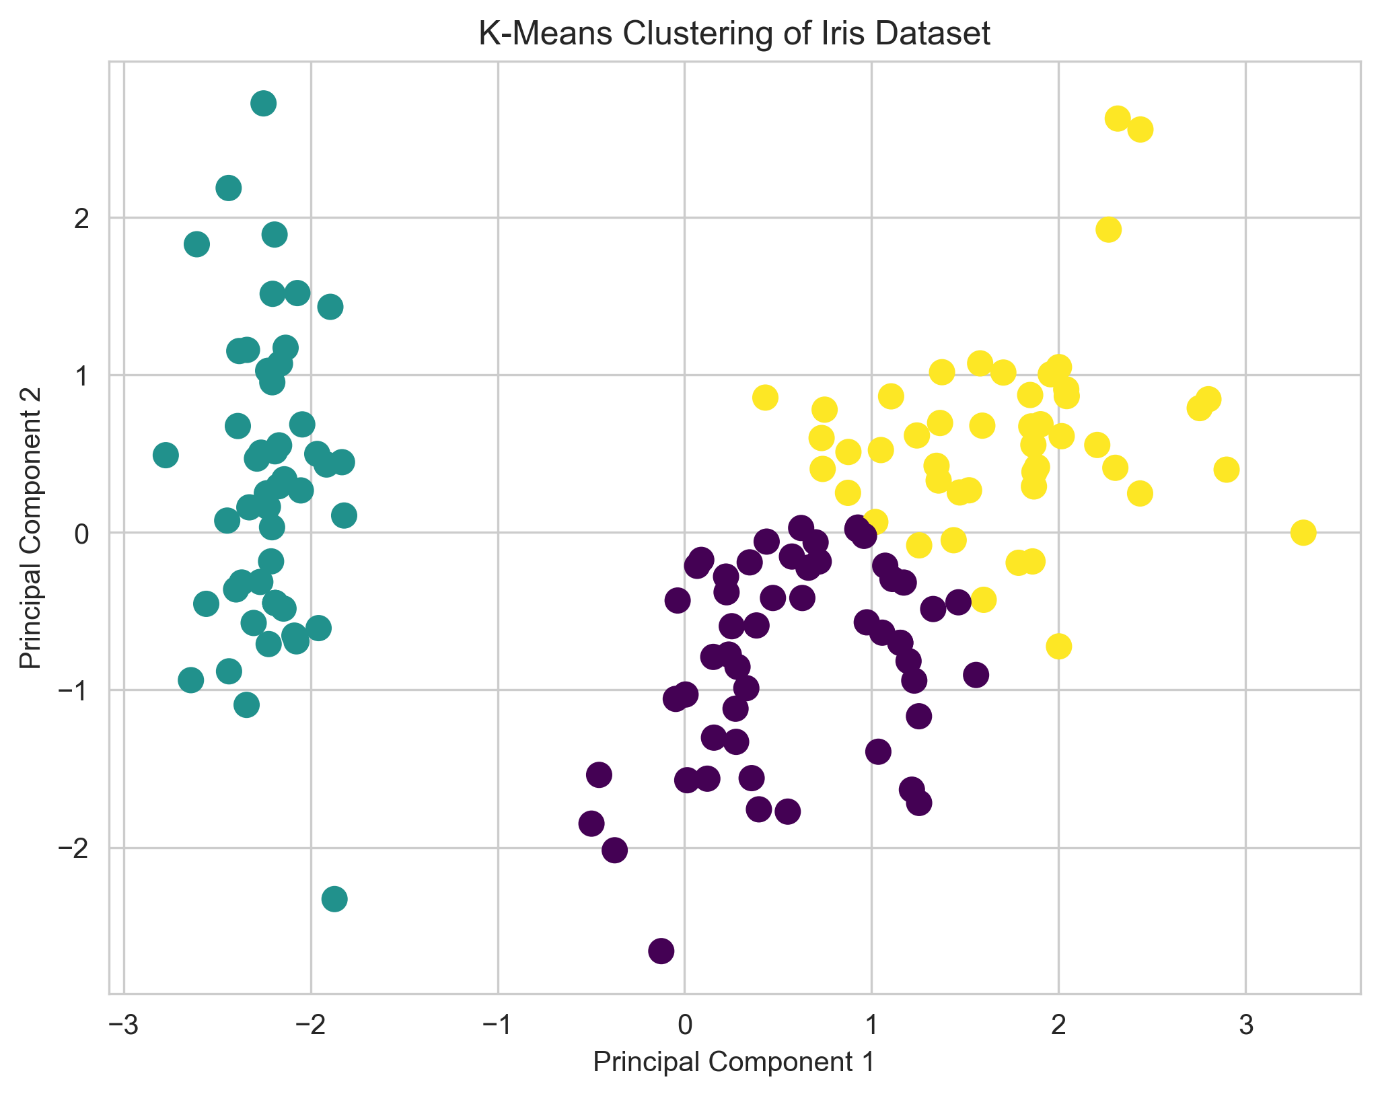 K-Means Clustering of Iris Dataset
Principal Component 2
2
1
0
−1
−2
−3 −2 −1 0 1 2 3
Principal Component 1